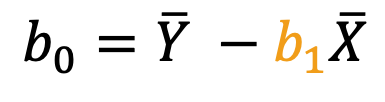 b₀ = Ȳ − b₁X̄